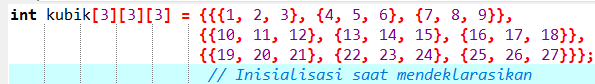 int kubik[3][3][3] = {{{1, 2, 3}, {4, 5, 6}, {7, 8, 9}},
{{10, 11, 12}, {13, 14, 15}, {16, 17, 18}},
{{19, 20, 21}, {22, 23, 24}, {25, 26, 27}}};
// Inisialisasi saat mendeklarasikan